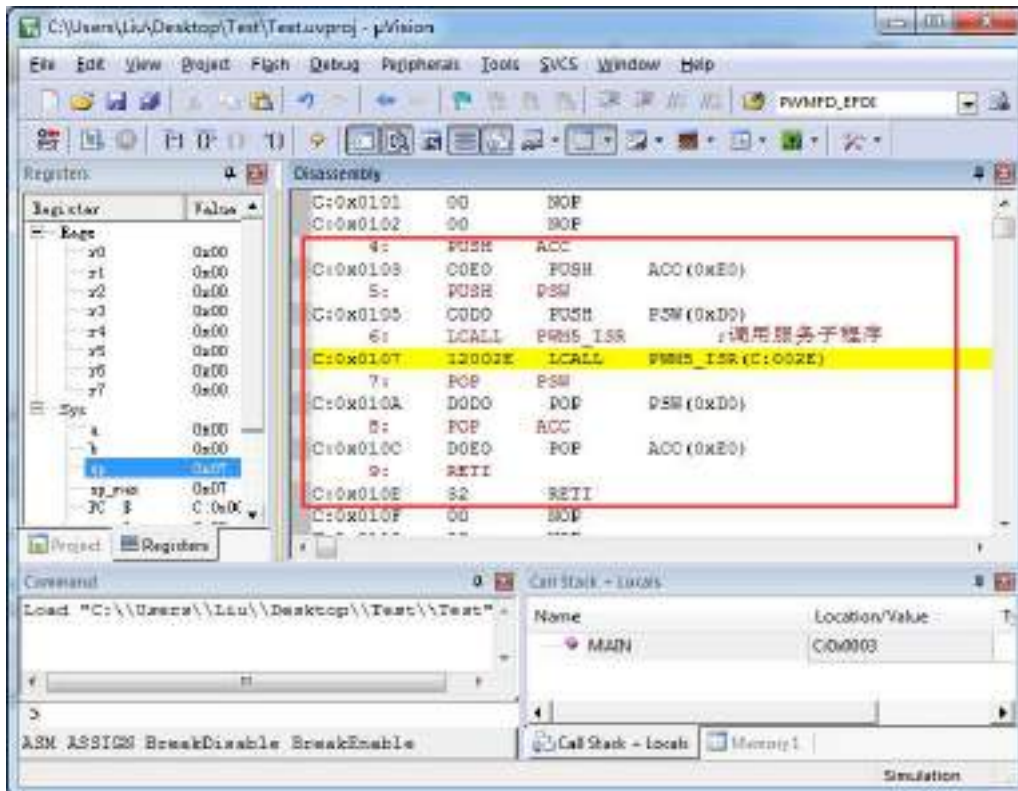 C:\Users\Liu\Desktop\Test\Test.uvproj - µVision
File Edit View Project Flash Debug Peripherals Tools SVCS Window Help
PWMFD_EFDI
Registers
Disassembly
Register Value
Regs
r0 0x00
r1 0x00
r2 0x00
r3 0x00
r4 0x00
r5 0x00
r6 0x00
r7 0x00
Sys
a 0x00
b 0x00
sp 0x07
sp_max 0x07
PC $ C:0x00
C:0x0101 00 NOP
C:0x0102 00 NOP
4: PUSH ACC
C:0x0103 C0E0 PUSH ACC(0xE0)
5: PUSH PSW
C:0x0105 C0D0 PUSH PSW(0xD0)
6: LCALL PWM5_ISR ;调用服务子程序
C:0x0107 12002E LCALL PWM5_ISR(C:002E)
7: POP PSW
C:0x010A D0D0 POP PSW(0xD0)
8: POP ACC
C:0x010C D0E0 POP ACC(0xE0)
9: RETI
C:0x010E 32 RETI
C:0x010F 00 NOP
Project Registers
Command
Load "C:\\Users\\Liu\\Desktop\\Test\\Test"
>
ASM ASSIGN BreakDisable BreakEnable
Call Stack + Locals
Name Location/Value
MAIN C:0x0003
Call Stack + Locals Memory 1
Simulation